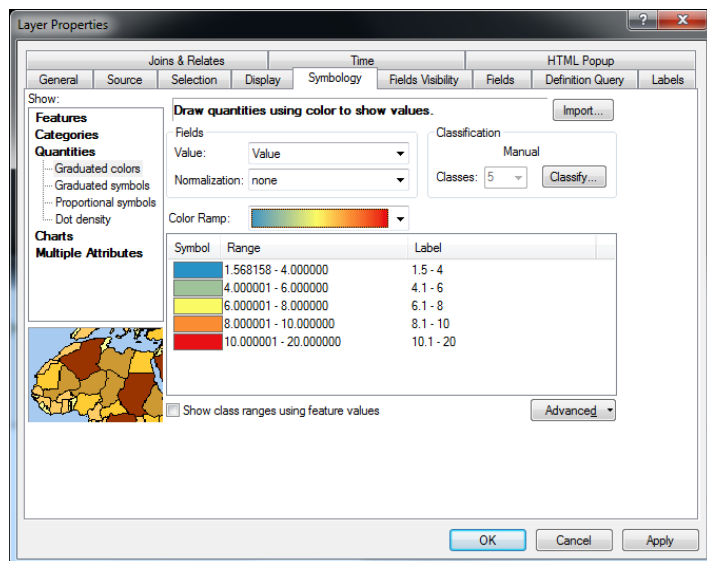 Layer Properties
?
X
Joins & Relates Time HTML Popup
General Source Selection Display Symbology Fields Visibility Fields Definition Query Labels
Show:
Features
Categories
Quantities
Graduated colors
Graduated symbols
Proportional symbols
Dot density
Charts
Multiple Attributes
Draw quantities using color to show values.
Import...
Fields
Value: Value
Normalization: none
Classification
Manual
Classes: 5 Classify...
Color Ramp:
Symbol Range Label
1.568158 - 4.000000 1.5 - 4
4.000001 - 6.000000 4.1 - 6
6.000001 - 8.000000 6.1 - 8
8.000001 - 10.000000 8.1 - 10
10.000001 - 20.000000 10.1 - 20
Show class ranges using feature values
Advanced
OK Cancel Apply